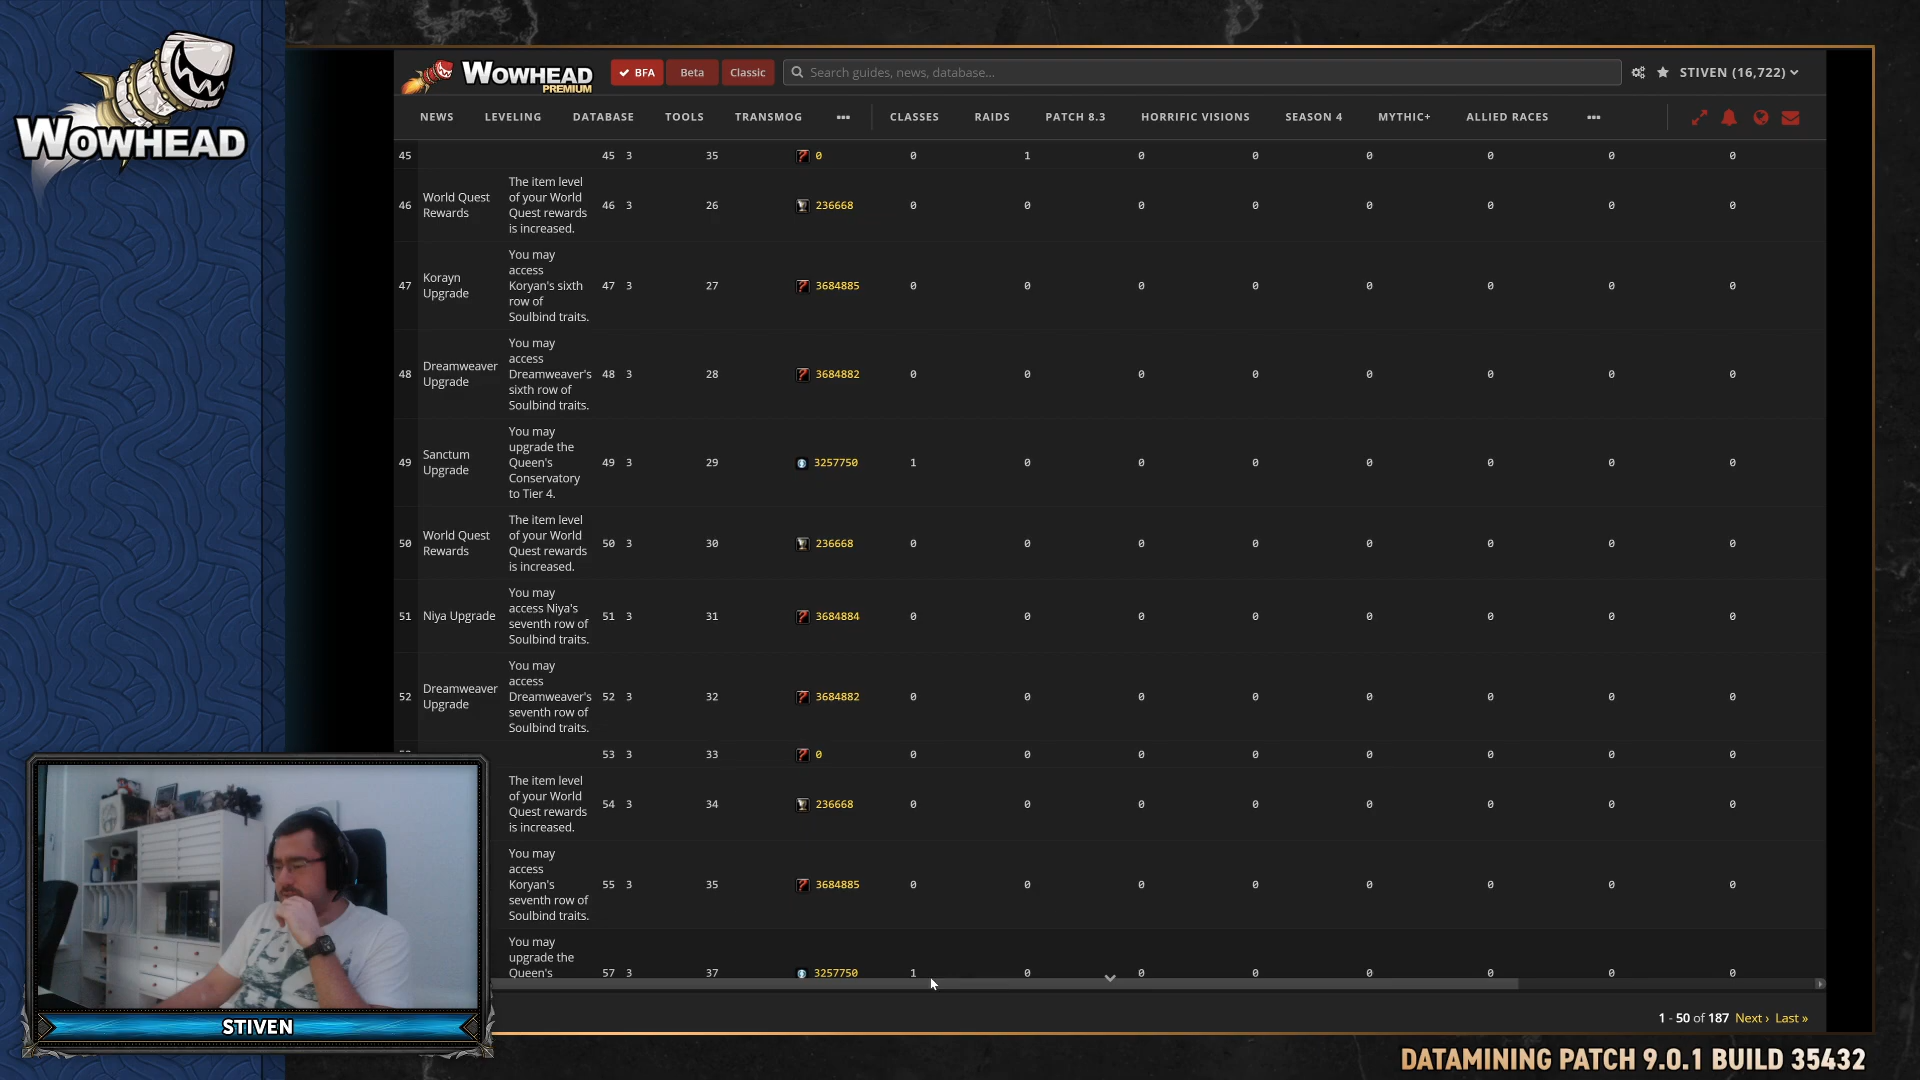 WOWHEAD
WOWHEAD
PREMIUM
BFA
Beta
Classic
Search guides, news, database...
STIVEN (16,722)
NEWS
LEVELING
DATABASE
TOOLS
TRANSMOG
CLASSES
RAIDS
PATCH 8.3
HORRIFIC VISIONS
SEASON 4
MYTHIC+
ALLIED RACES
45 45 3 35 0 0 1 0 0 0 0 0 0
The item level
of your World
Quest rewards
is increased.
46 World Quest Rewards 46 3 26 236668 0 0 0 0 0 0 0 0
You may
access
Koryan's sixth
row of
Soulbind traits.
47 Korayn Upgrade 47 3 27 3684885 0 0 0 0 0 0 0 0
You may
access
Dreamweaver's
sixth row of
Soulbind traits.
48 Dreamweaver Upgrade 48 3 28 3684882 0 0 0 0 0 0 0 0
You may
upgrade the
Queen's
Conservatory
to Tier 4.
49 Sanctum Upgrade 49 3 29 3257750 1 0 0 0 0 0 0 0
The item level
of your World
Quest rewards
is increased.
50 World Quest Rewards 50 3 30 236668 0 0 0 0 0 0 0 0
You may
access Niya's
seventh row of
Soulbind traits.
51 Niya Upgrade 51 3 31 3684884 0 0 0 0 0 0 0 0
You may
access
Dreamweaver's
seventh row of
Soulbind traits.
52 Dreamweaver Upgrade 52 3 32 3684882 0 0 0 0 0 0 0 0
53 3 33 0 0 0 0 0 0 0 0 0
The item level
of your World
Quest rewards
is increased.
54 3 34 236668 0 0 0 0 0 0 0 0
You may
access
Koryan's
seventh row of
Soulbind traits.
55 3 35 3684885 0 0 0 0 0 0 0 0
You may
upgrade the
Queen's
57 3 37 3257750 1 0 0 0 0 0 0 0
1 - 50 of 187 Next › Last »
STIVEN
DATAMINING PATCH 9.0.1 BUILD 35432